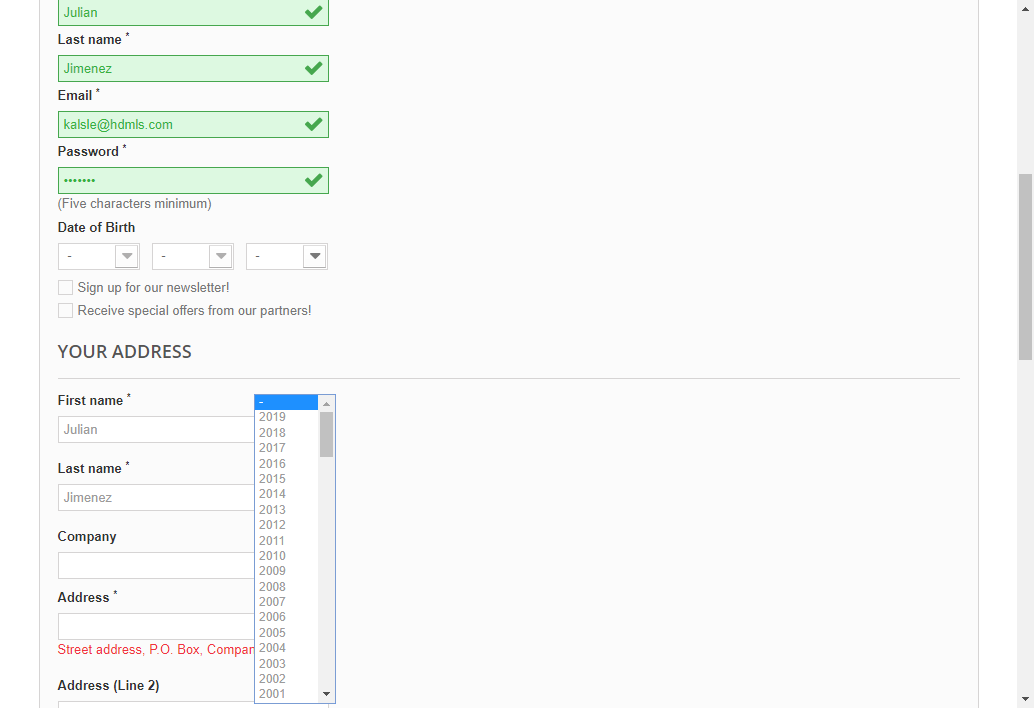 Julian
Last name *
Jimenez
Email *
kalsle@hdmls.com
Password *
•••••••
(Five characters minimum)
Date of Birth
- - -
Sign up for our newsletter!
Receive special offers from our partners!
YOUR ADDRESS
First name *
Julian
Last name *
Jimenez
Company
Address *
Street address, P.O. Box, Compan
Address (Line 2)
-
2019
2018
2017
2016
2015
2014
2013
2012
2011
2010
2009
2008
2007
2006
2005
2004
2003
2002
2001